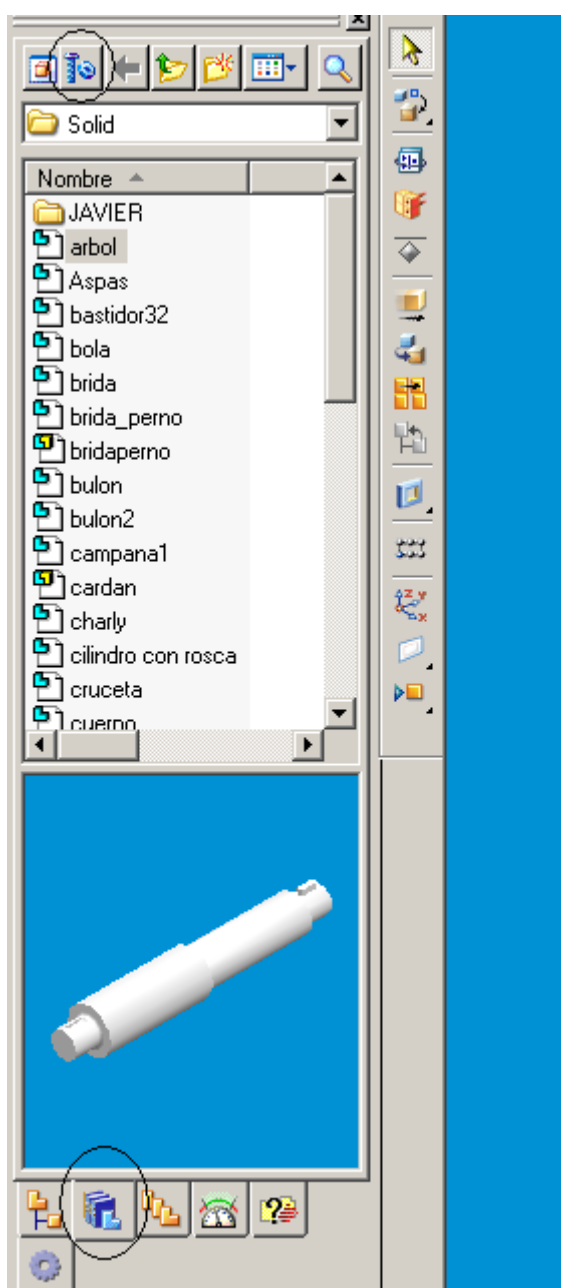 Solid
Nombre
JAVIER
arbol
Aspas
bastidor32
bola
brida
brida_perno
bridaperno
bulon
bulon2
campana1
cardan
charly
cilindro con rosca
cruceta
cuerno